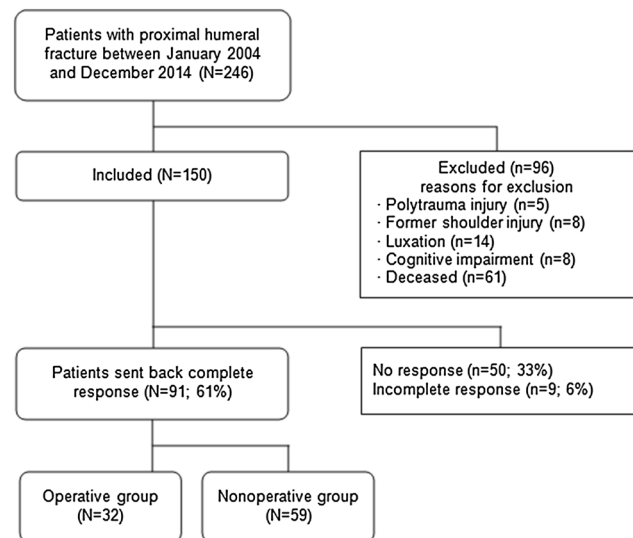 Patients with proximal humeral
fracture between January 2004
and December 2014 (N=246)
Included (N=150)
Excluded (n=96)
reasons for exclusion
· Polytrauma injury (n=5)
· Former shoulder injury (n=8)
· Luxation (n=14)
· Cognitive impairment (n=8)
· Deceased (n=61)
Patients sent back complete
response (N=91; 61%)
No response (n=50; 33%)
Incomplete response (n=9; 6%)
Operative group
(N=32)
Nonoperative group
(N=59)